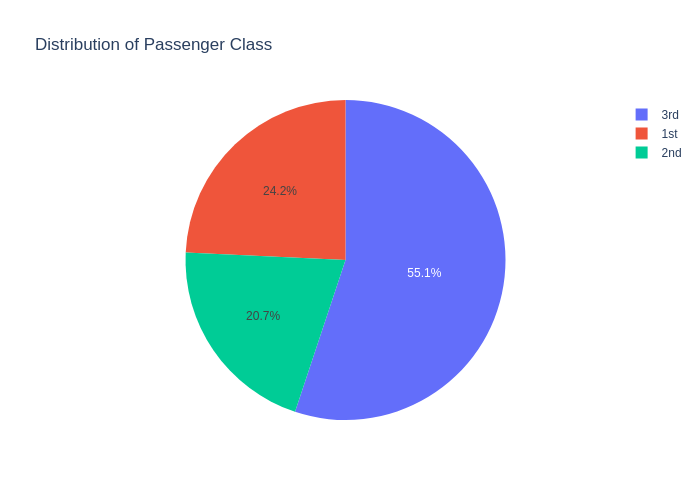 Distribution of Passenger Class
3rd
1st
2nd
24.2%
55.1%
20.7%